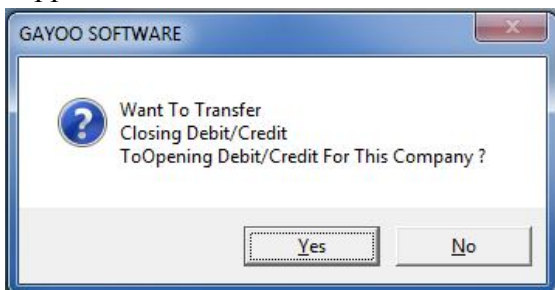 GAYOO SOFTWARE
Want To Transfer
Closing Debit/Credit
ToOpening Debit/Credit For This Company ?
Yes
No